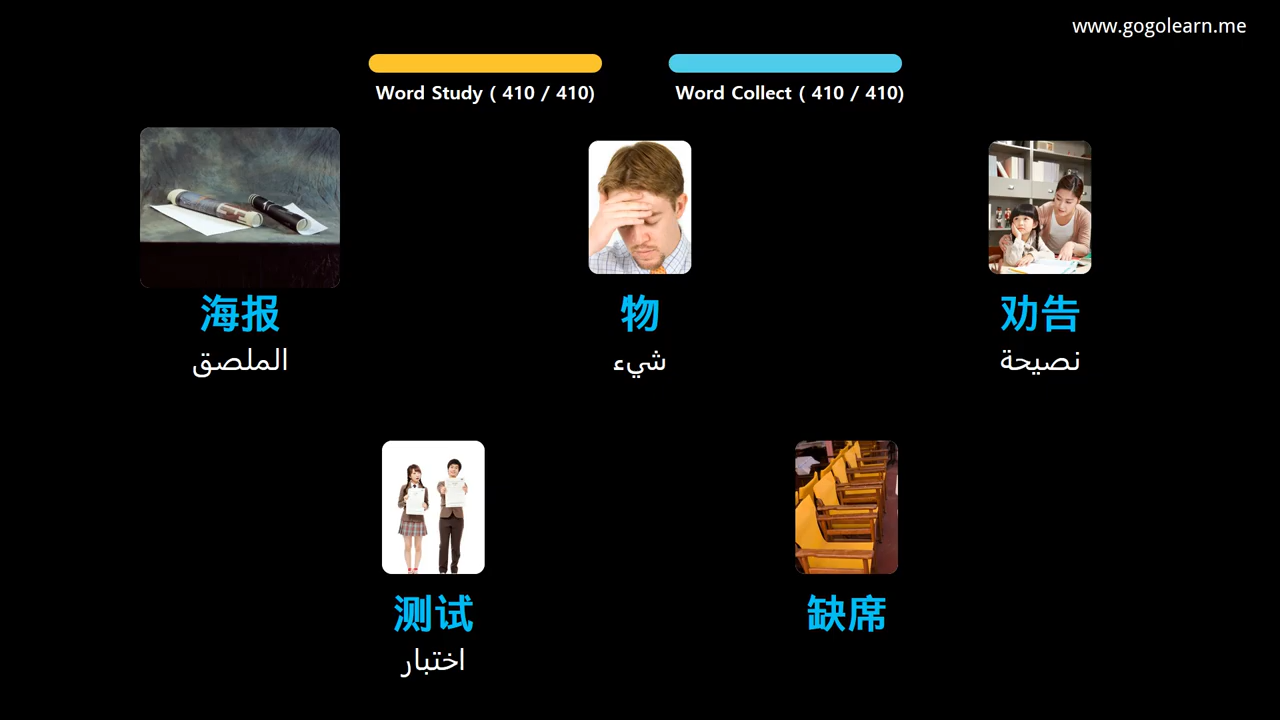 www.gogolearn.me
Word Study ( 410 / 410)
Word Collect ( 410 / 410)
海报
الملصق
物
شيء
劝告
نصيحة
测试
اختبار
缺席